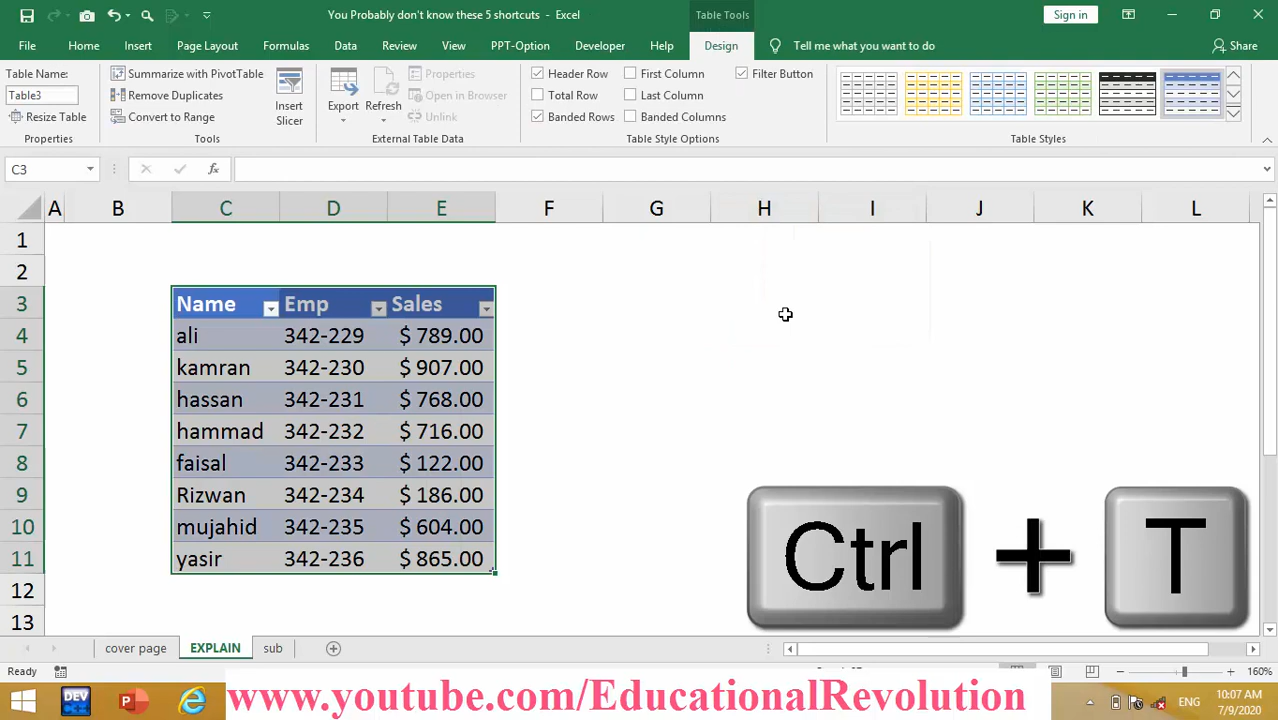 You Probably don't know these 5 shortcuts - Excel
Table Tools
Sign in
File Home Insert Page Layout Formulas Data Review View PPT-Option Developer Help Design Tell me what you want to do Share
Table Name:
Table3
Resize Table
Properties
Summarize with PivotTable
Remove Duplicates
Convert to Range
Insert
Slicer
Tools
Export
Refresh
Properties
Open in Browser
Unlink
External Table Data
Header Row First Column Filter Button
Total Row Last Column
Banded Rows Banded Columns
Table Style Options
Table Styles
C3 fx
A B C D E F G H I J K L
1
2
3 Name Emp Sales
4 ali 342-229 $ 789.00
5 kamran 342-230 $ 907.00
6 hassan 342-231 $ 768.00
7 hammad 342-232 $ 716.00
8 faisal 342-233 $ 122.00
9 Rizwan 342-234 $ 186.00
10 mujahid 342-235 $ 604.00
11 yasir 342-236 $ 865.00
12
13
Ctrl + T
cover page EXPLAIN sub
Ready
160%
DEV
www.youtube.com/EducationalRevolution
ENG
10:07 AM
7/9/2020